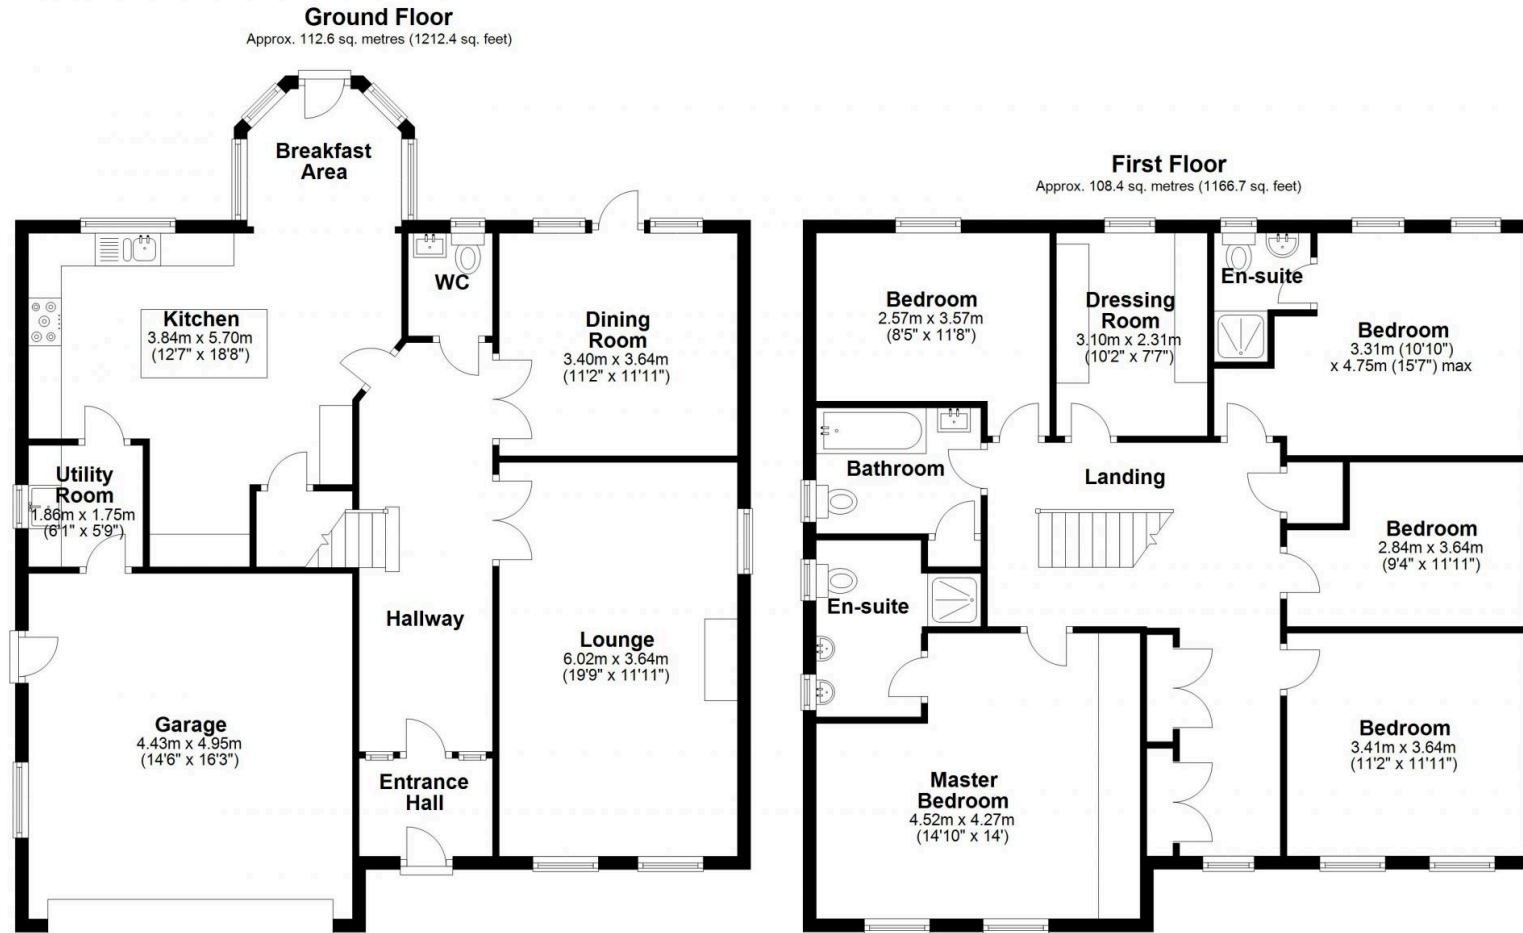 Ground Floor
Approx. 112.6 sq. metres (1212.4 sq. feet)
Breakfast
Area
WC
Kitchen
3.84m x 5.70m
(12'7" x 18'8")
Dining
Room
3.40m x 3.64m
(11'2" x 11'11")
Utility
Room
1.86m x 1.75m
(6'1" x 5'9")
Hallway
Lounge
6.02m x 3.64m
(19'9" x 11'11")
Garage
4.43m x 4.95m
(14'6" x 16'3")
Entrance
Hall
First Floor
Approx. 108.4 sq. metres (1166.7 sq. feet)
Bedroom
2.57m x 3.57m
(8'5" x 11'8")
Dressing
Room
3.10m x 2.31m
(10'2" x 7'7")
En-suite
Bedroom
3.31m (10'10")
x 4.75m (15'7") max
Bathroom
Landing
Bedroom
2.84m x 3.64m
(9'4" x 11'11")
En-suite
Master
Bedroom
4.52m x 4.27m
(14'10" x 14')
Bedroom
3.41m x 3.64m
(11'2" x 11'11")